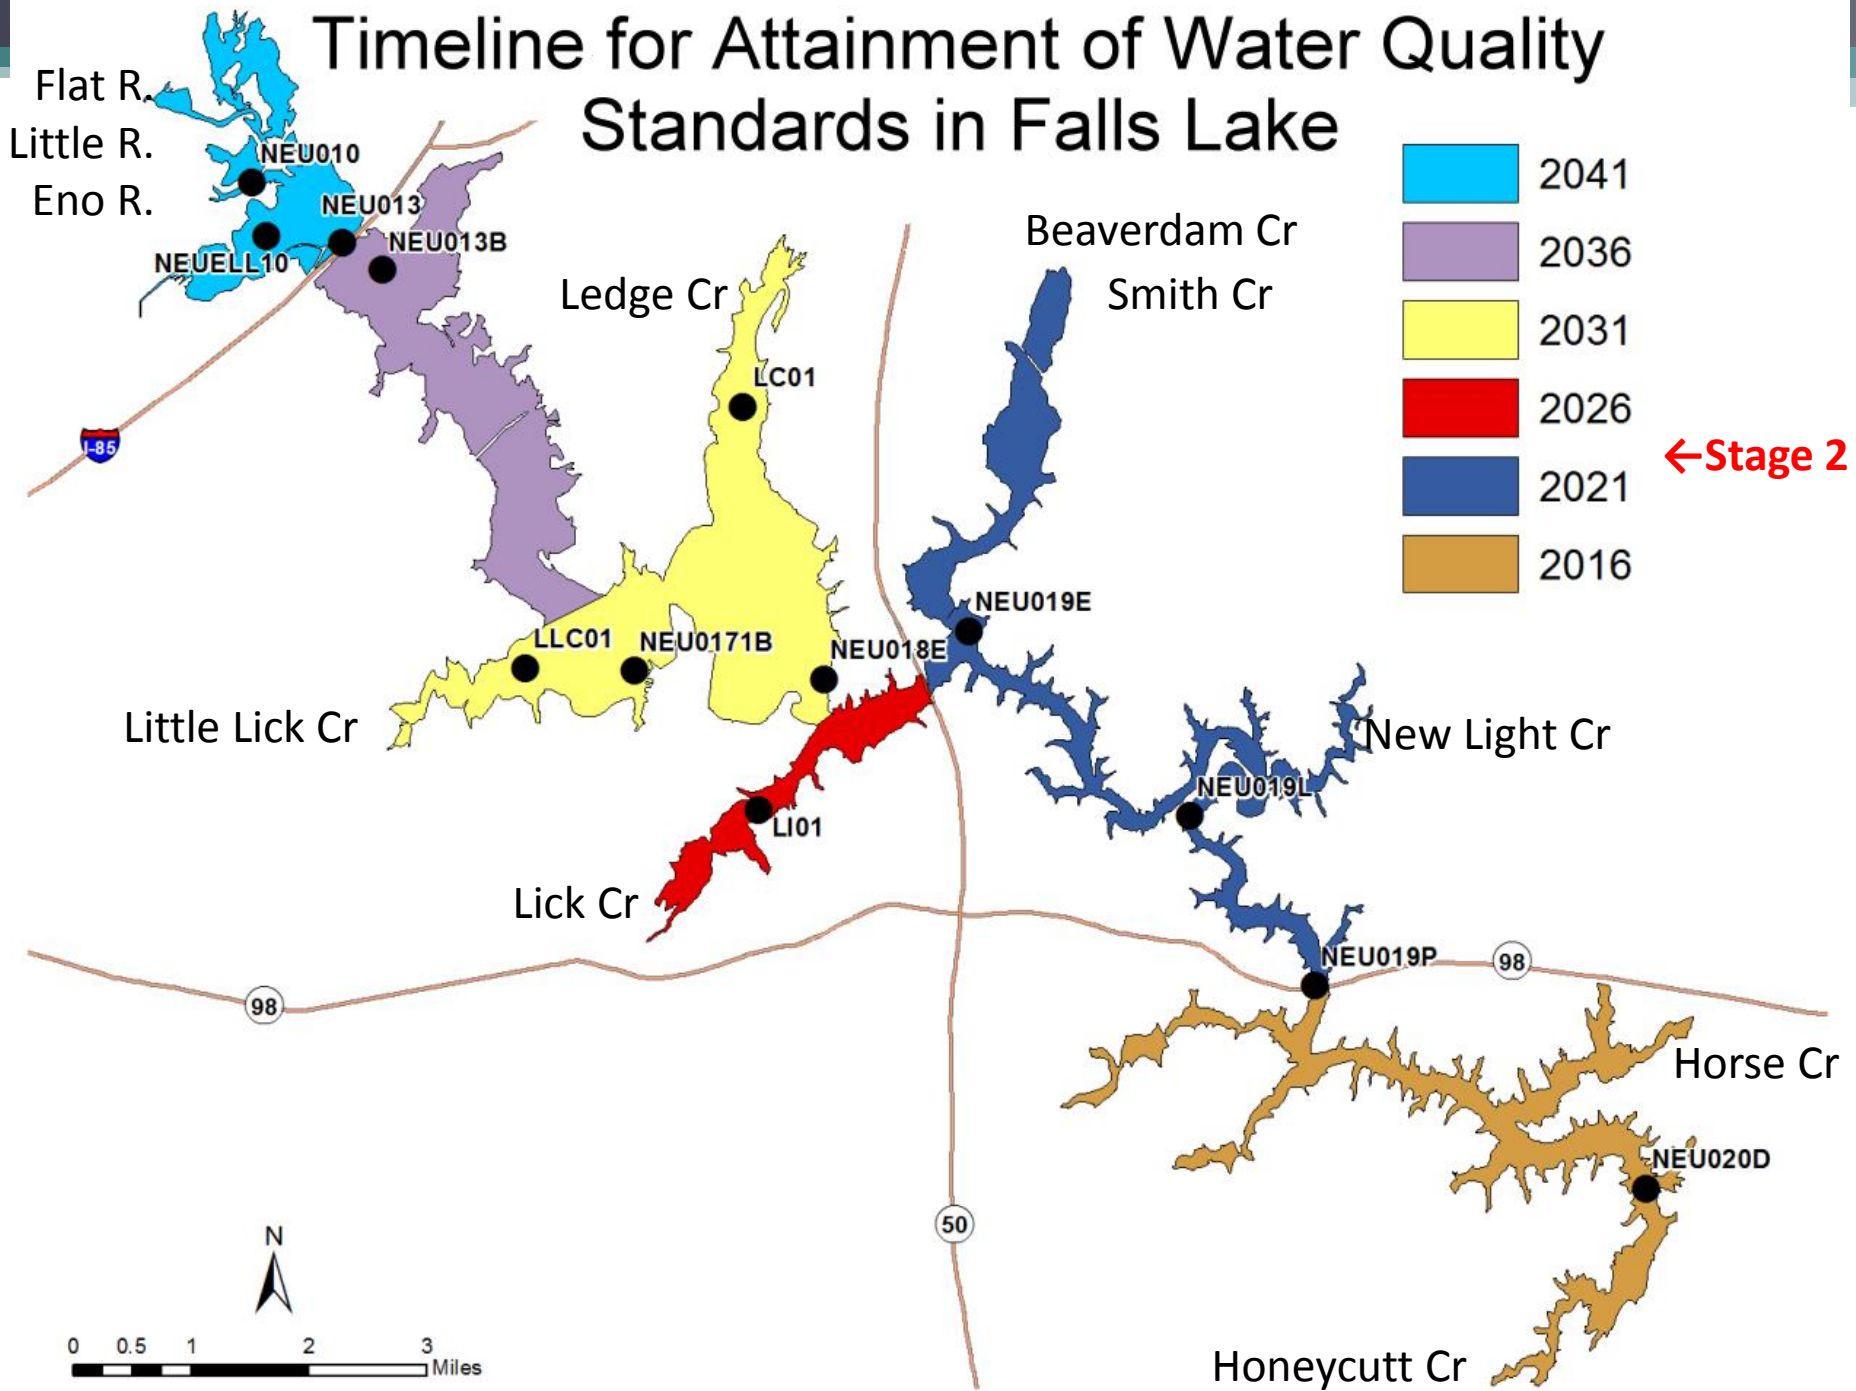 Timeline for Attainment of Water Quality
Standards in Falls Lake
Flat R.
Little R.
Eno R.
NEU010
NEU013
NEU013B
NEUELL10
I-85
Ledge Cr
LC01
Beaverdam Cr
Smith Cr
2041
2036
2031
2026
←Stage 2
2021
2016
NEU019E
LLC01
NEU0171B
NEU018E
Little Lick Cr
New Light Cr
NEU019L
LI01
Lick Cr
NEU019P
98
98
Horse Cr
NEU020D
50
N
0 0.5 1 2 3
Miles
Honeycutt Cr